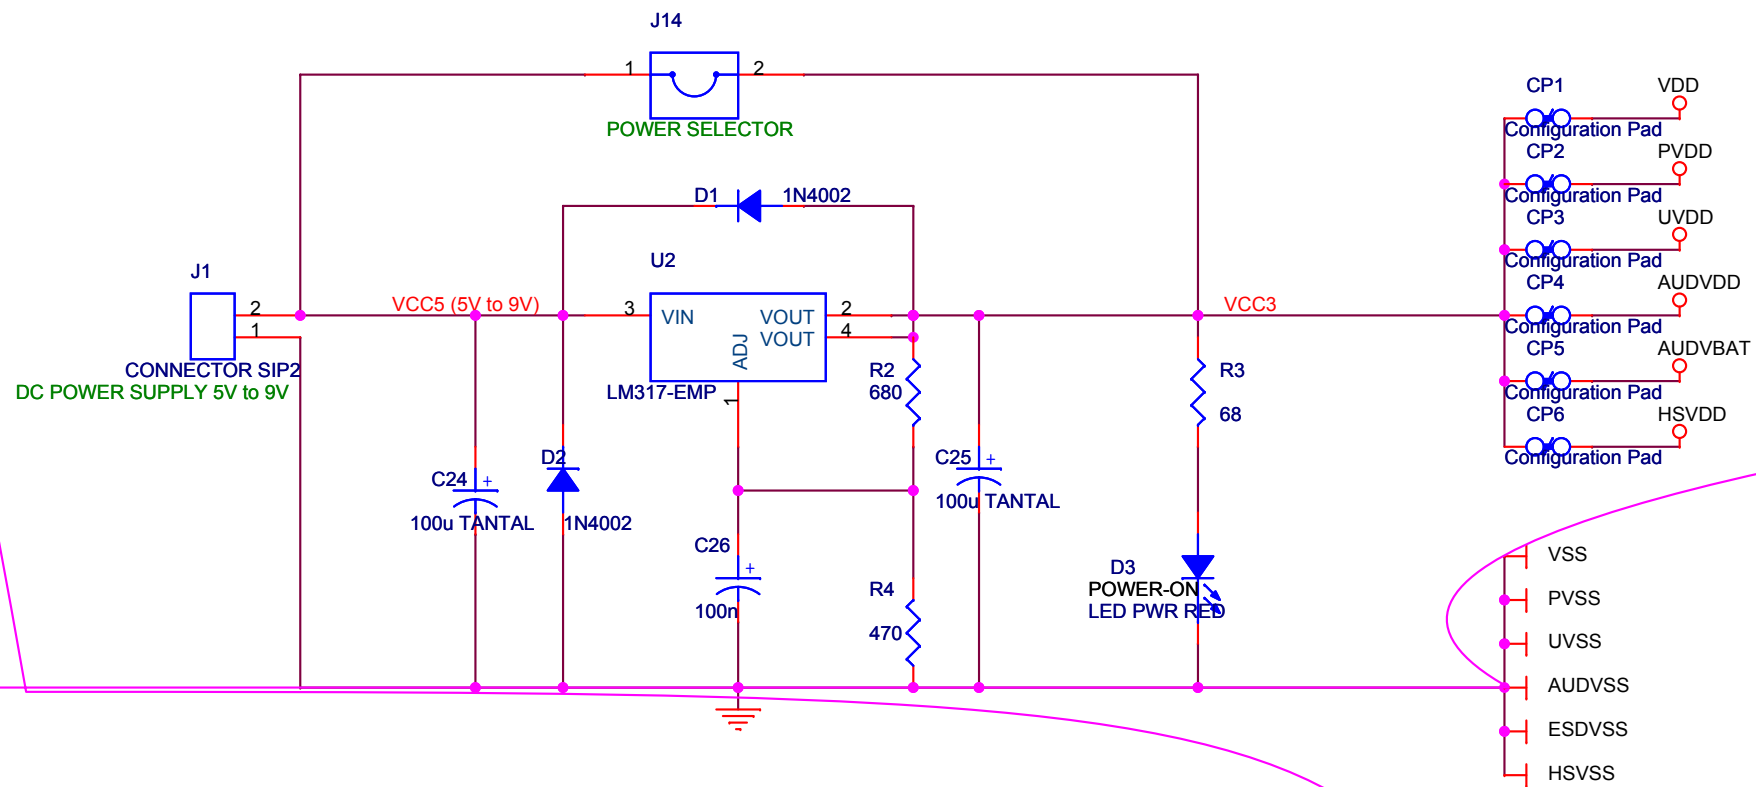 J14
1 2
POWER SELECTOR
CP1 VDD
Configuration Pad
CP2 PVDD
Configuration Pad
D1 1N4002
CP3 UVDD
Configuration Pad
U2
J1
CP4 AUDVDD
Configuration Pad
2 VCC5 (5V to 9V) 3 VIN VOUT 2 VCC3
1 VOUT 4
ADJ
CP5 AUDVBAT
Configuration Pad
CONNECTOR SIP2
DC POWER SUPPLY 5V to 9V
LM317-EMP
1
R2
680
R3
68
CP6 HSVDD
Configuration Pad
C24 +
100u TANTAL
D2
1N4002
C25 +
100u TANTAL
C26 +
100n
R4
470
D3
POWER-ON
LED PWR RED
VSS
PVSS
UVSS
AUDVSS
ESDVSS
HSVSS